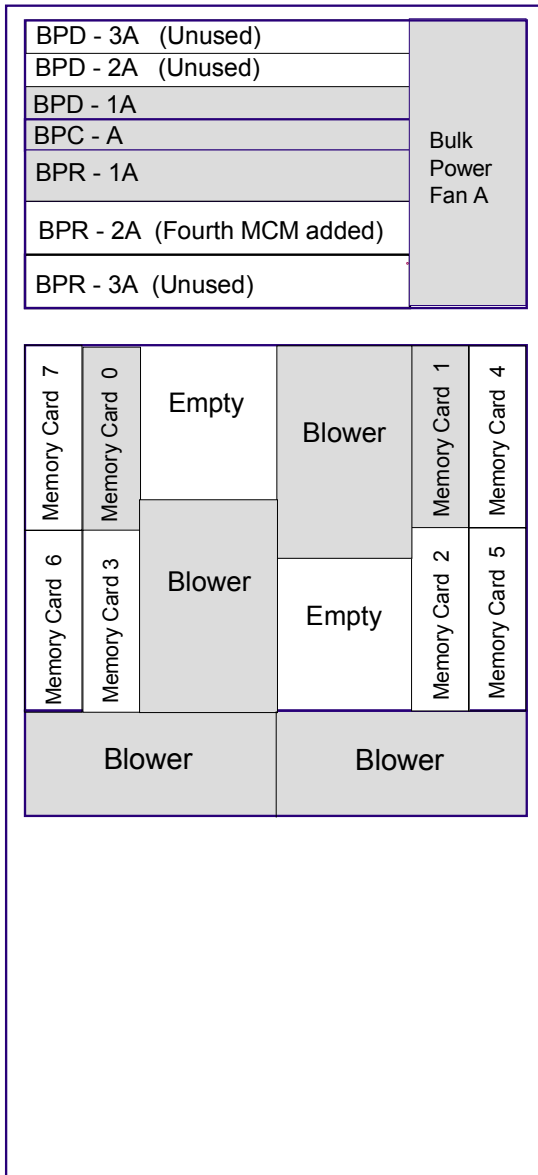 BPD - 3A (Unused)
BPD - 2A (Unused)
BPD - 1A
BPC - A
BPR - 1A
BPR - 2A (Fourth MCM added)
BPR - 3A (Unused)
Bulk
Power
Fan A
Memory Card 7
Memory Card 0
Empty
Blower
Memory Card 1
Memory Card 4
Memory Card 6
Memory Card 3
Blower
Empty
Memory Card 2
Memory Card 5
Blower
Blower